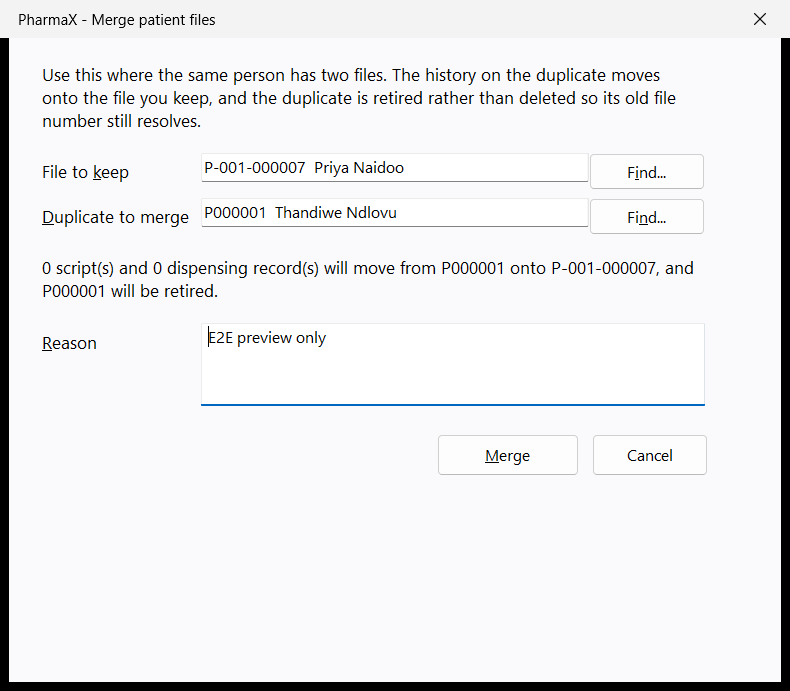 PharmaX - Merge patient files
Use this where the same person has two files. The history on the duplicate moves
onto the file you keep, and the duplicate is retired rather than deleted so its old file
number still resolves.
File to keep
P-001-000007 Priya Naidoo
Find...
Duplicate to merge
P000001 Thandiwe Ndlovu
Find...
0 script(s) and 0 dispensing record(s) will move from P000001 onto P-001-000007, and
P000001 will be retired.
Reason
E2E preview only
Merge
Cancel